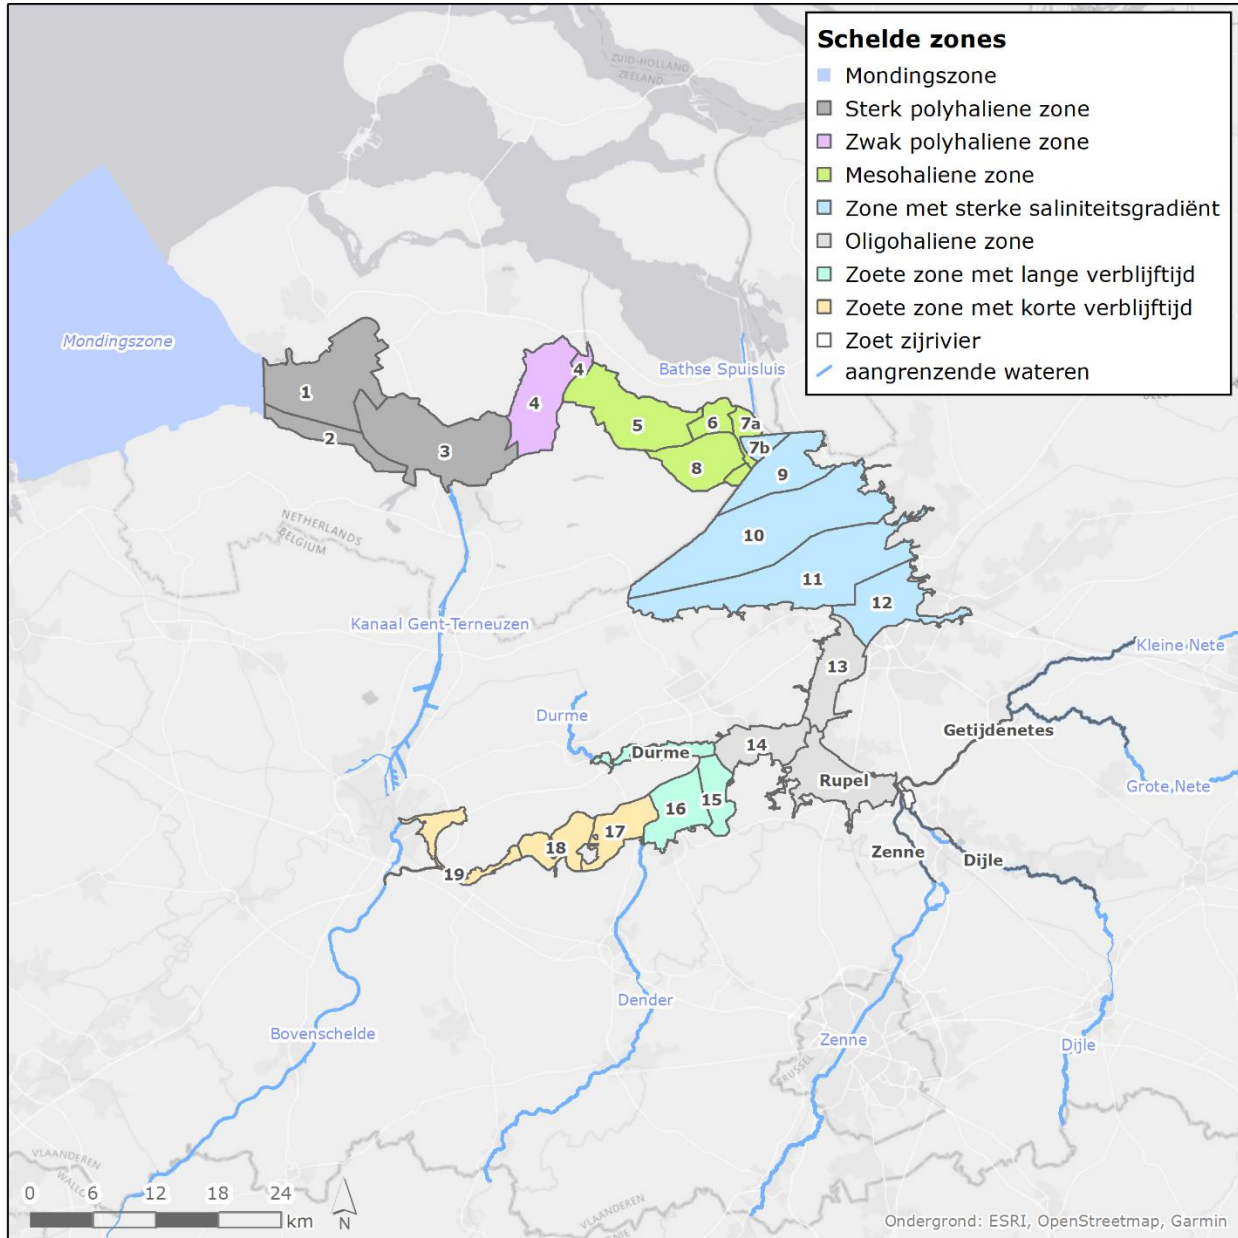 Schelde zones
Mondingszone
Sterk polyhaliene zone
Zwak polyhaliene zone
Mesohaliene zone
Zone met sterke saliniteitsgradiënt
Oligohaliene zone
Zoete zone met lange verblijftijd
Zoete zone met korte verblijftijd
Zoet zijrivier
aangrenzende wateren
ZUID-HOLLAND
ZEELAND
Mondingszone
Bathse Spuisluis
1
2
3
4
4
5
6
7a
7b
8
9
10
11
12
NETHERLANDS
BELGIUM
Kanaal Gent-Terneuzen
13
Kleine Nete
Durme
Getijdenetes
Durme
14
Rupel
Grote Nete
15
16
17
18
19
Zenne
Dijle
Dender
Bovenschelde
Zenne
Dijle
BRUSSEL
VLAANDEREN
VLAANDEREN
0 6 12 18 24
km
N
Ondergrond: ESRI, OpenStreetmap, Garmin